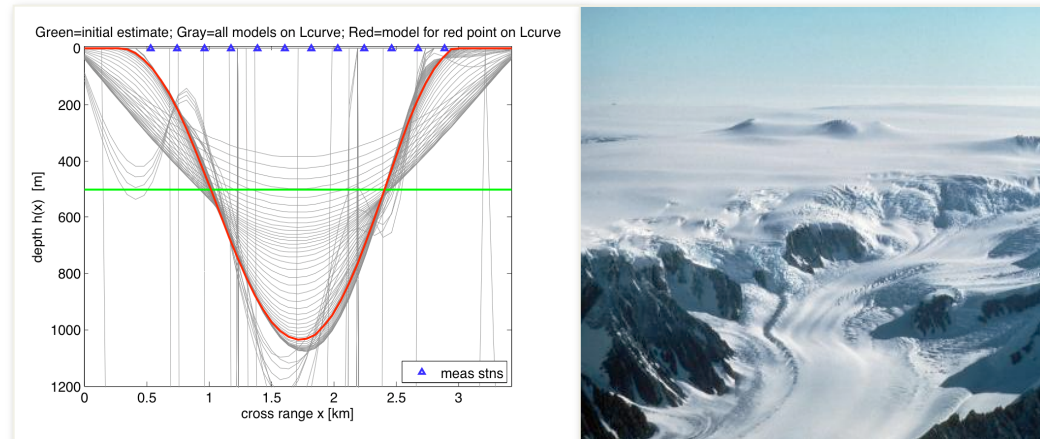 Green=initial estimate; Gray=all models on Lcurve; Red=model for red point on Lcurve
0
200
400
600
800
1000
1200
depth h(x) [m]
0 0.5 1 1.5 2 2.5 3
cross range x [km]
meas stns